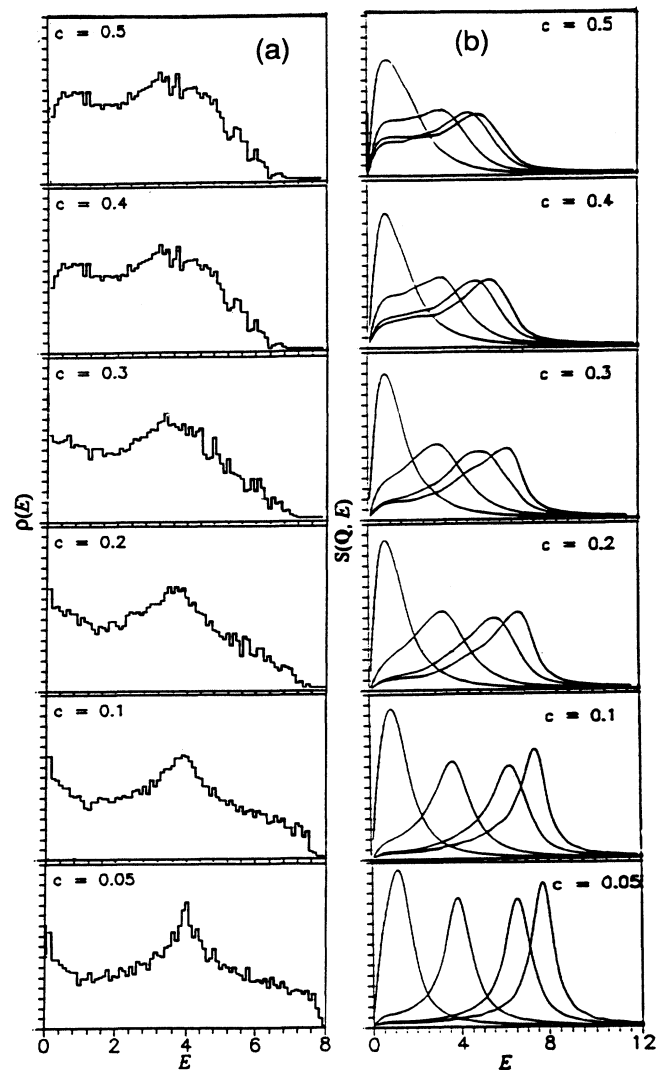 c = 0.5
(a)
(b)
c = 0.5
c = 0.4
c = 0.4
c = 0.3
c = 0.3
ρ(E)
S(Q, E)
c = 0.2
c = 0.2
c = 0.1
c = 0.1
c = 0.05
c = 0.05
0 2 4 6 8
0 4 8 12
E
E